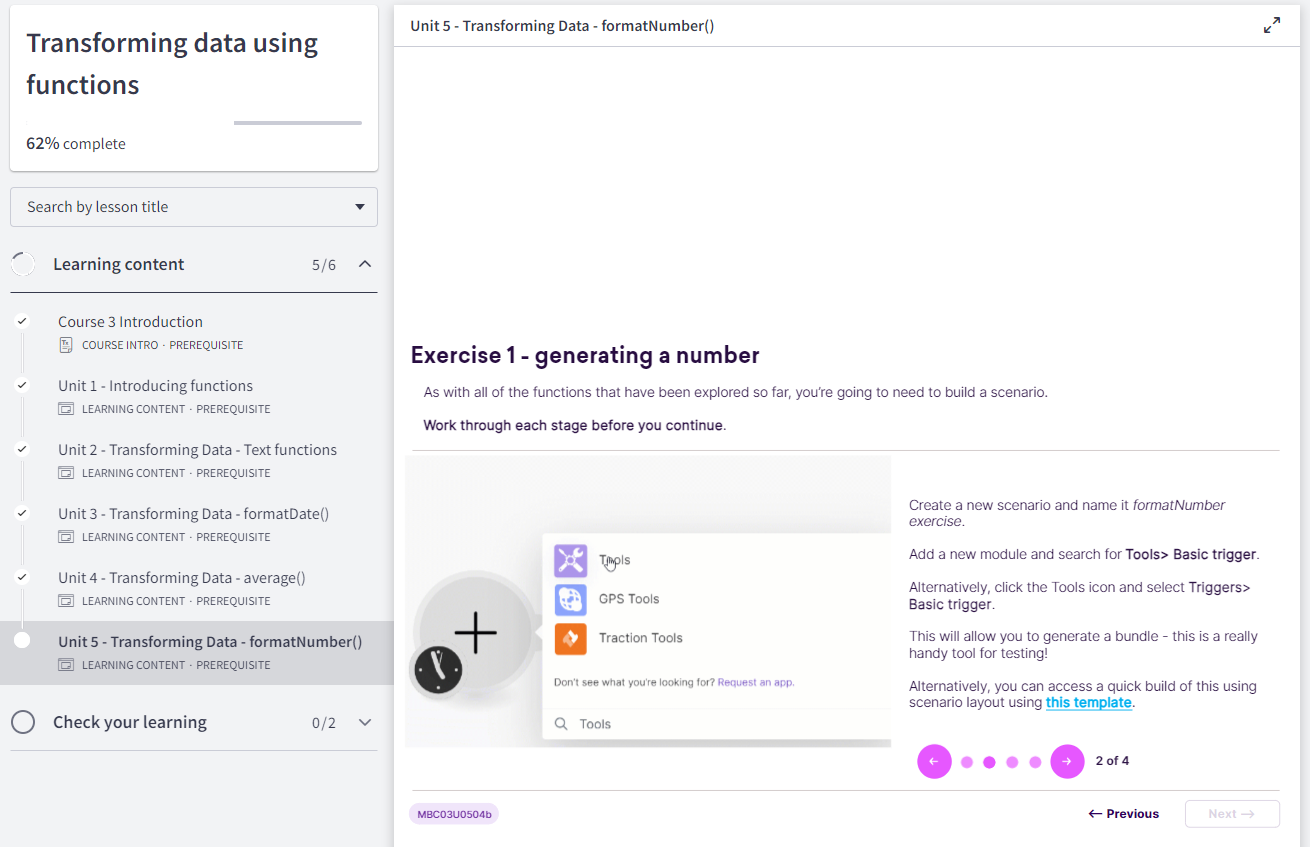 Transforming data using
functions
62% complete
Search by lesson title
Learning content 5/6
Course 3 Introduction
COURSE INTRO · PREREQUISITE
Unit 1 - Introducing functions
LEARNING CONTENT · PREREQUISITE
Unit 2 - Transforming Data - Text functions
LEARNING CONTENT · PREREQUISITE
Unit 3 - Transforming Data - formatDate()
LEARNING CONTENT · PREREQUISITE
Unit 4 - Transforming Data - average()
LEARNING CONTENT · PREREQUISITE
Unit 5 - Transforming Data - formatNumber()
LEARNING CONTENT · PREREQUISITE
Check your learning 0/2
Unit 5 - Transforming Data - formatNumber()
Exercise 1 - generating a number
As with all of the functions that have been explored so far, you're going to need to build a scenario.
Work through each stage before you continue.
Tools
GPS Tools
Traction Tools
Don't see what you're looking for? Request an app.
Tools
Create a new scenario and name it formatNumber
exercise.
Add a new module and search for Tools> Basic trigger.
Alternatively, click the Tools icon and select Triggers>
Basic trigger.
This will allow you to generate a bundle - this is a really
handy tool for testing!
Alternatively, you can access a quick build of this using
scenario layout using this template.
← → 2 of 4
MBC03U0504b
← Previous
Next →